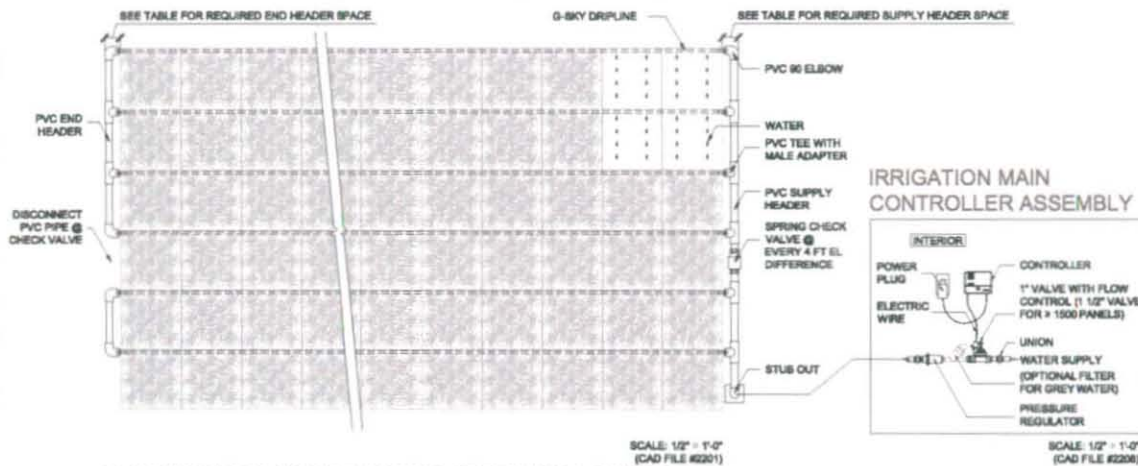 SEE TABLE FOR REQUIRED END HEADER SPACE
G-SKY DRIPLINE
SEE TABLE FOR REQUIRED SUPPLY HEADER SPACE
PVC 90 ELBOW
PVC END
HEADER
WATER
PVC TEE WITH
MALE ADAPTER
DISCONNECT
PVC PIPE @
CHECK VALVE
PVC SUPPLY
HEADER
SPRING CHECK
VALVE @
EVERY 4 FT EL
DIFFERENCE
STUB OUT
SCALE: 1/2" = 1'-0"
(CAD FILE #2201)
IRRIGATION MAIN
CONTROLLER ASSEMBLY
INTERIOR
POWER
PLUG
CONTROLLER
ELECTRIC
WIRE
1" VALVE WITH FLOW
CONTROL (1 1/2" VALVE
FOR > 1500 PANELS)
UNION
WATER SUPPLY
(OPTIONAL FILTER
FOR GREY WATER)
PRESSURE
REGULATOR
SCALE: 1/2" = 1'-0"
(CAD FILE #2206)